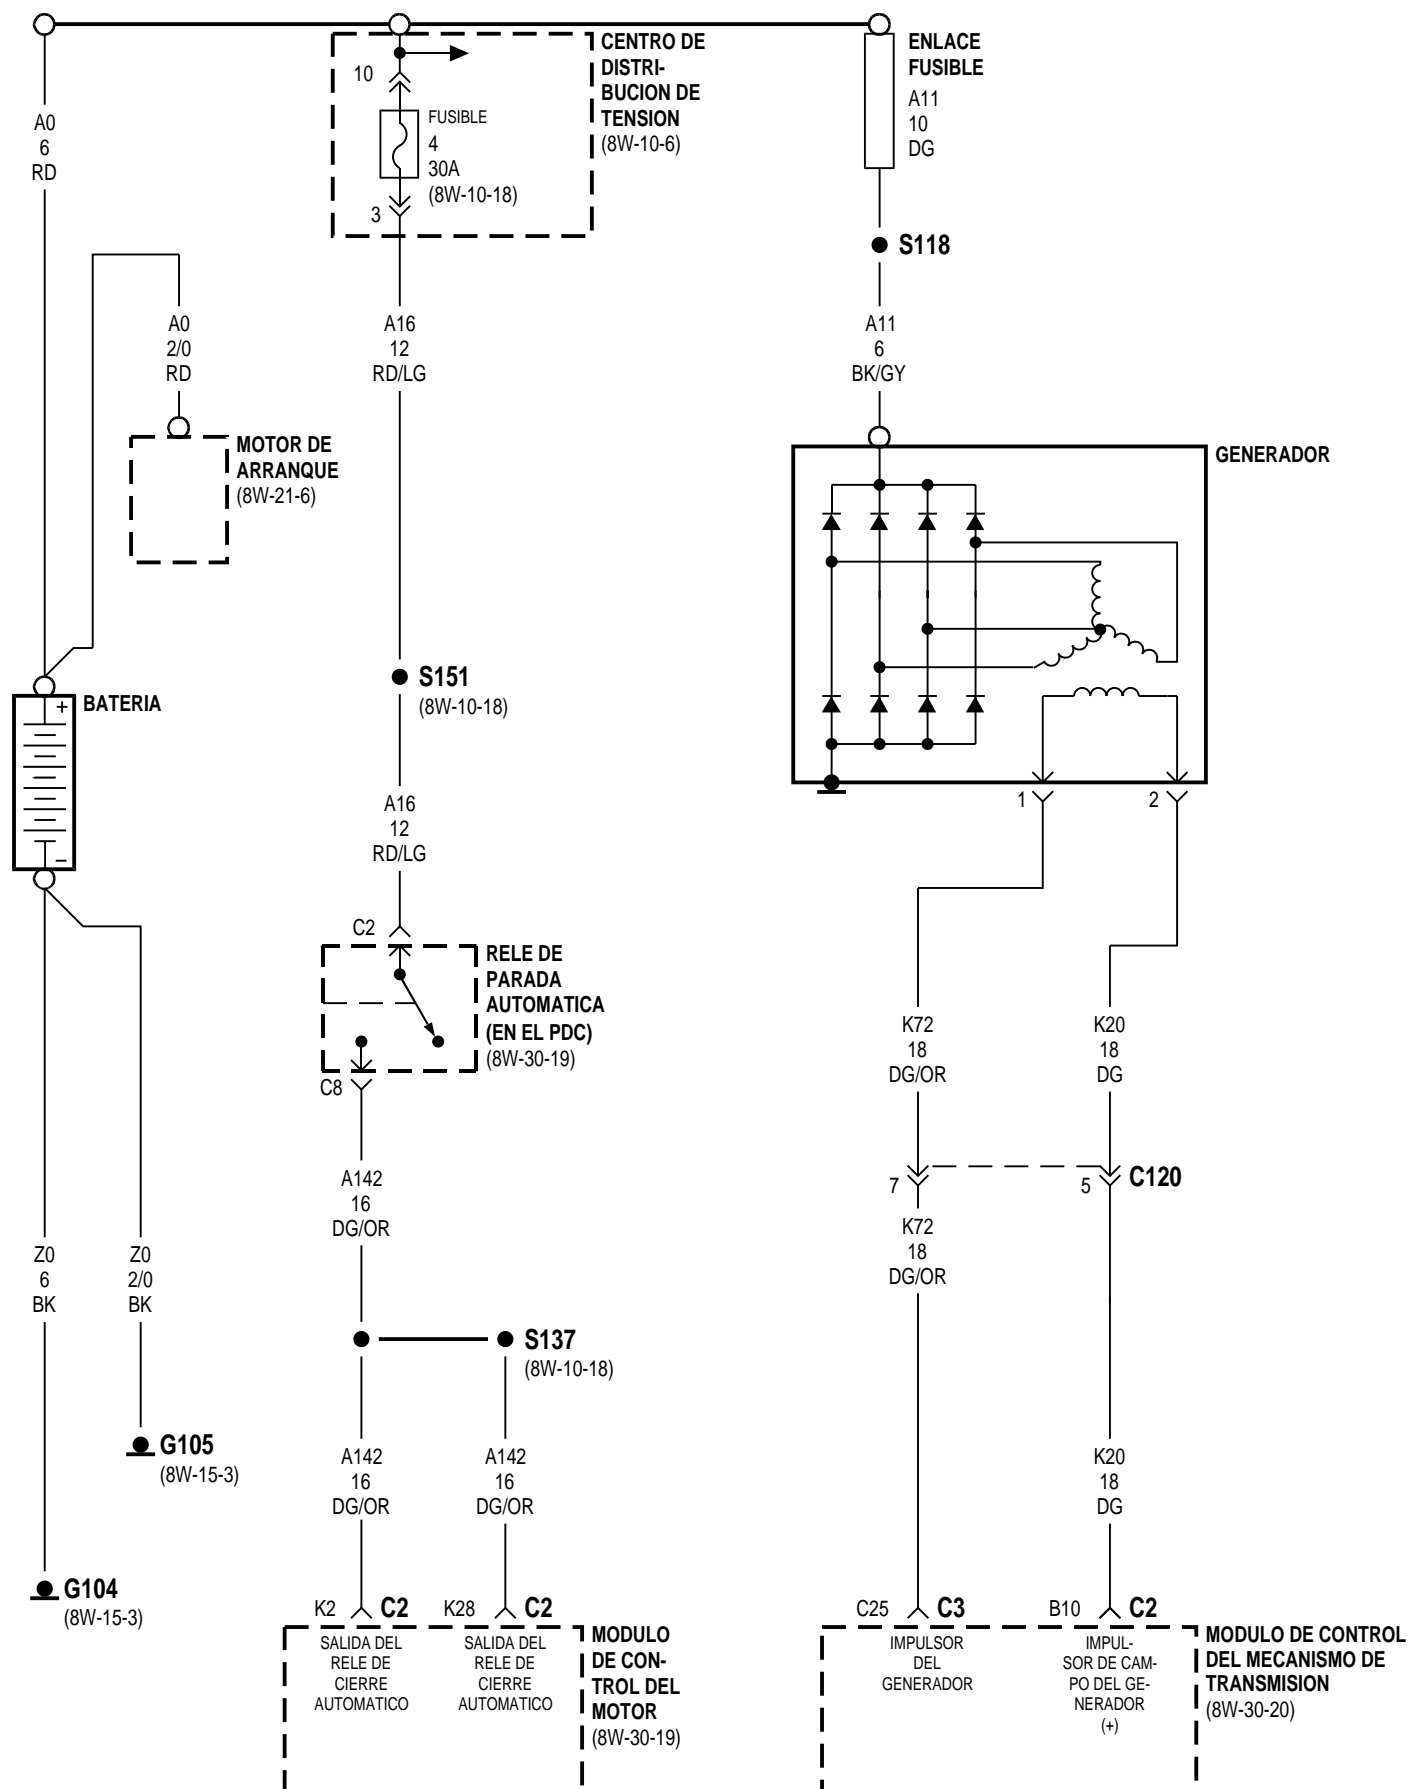 CENTRO DE
DISTRI-
BUCION DE
TENSION
(8W-10-6)
10
FUSIBLE
4
30A
(8W-10-18)
3
ENLACE
FUSIBLE
A11
10
DG
A0
6
RD
S118
A0
2/0
RD
A16
12
RD/LG
A11
6
BK/GY
MOTOR DE
ARRANQUE
(8W-21-6)
GENERADOR
S151
(8W-10-18)
+
BATERIA
–
A16
12
RD/LG
1
2
C2
RELE DE
PARADA
AUTOMATICA
(EN EL PDC)
(8W-30-19)
C8
K72
18
DG/OR
K20
18
DG
A142
16
DG/OR
7
5
C120
K72
18
DG/OR
Z0
6
BK
Z0
2/0
BK
S137
(8W-10-18)
G105
(8W-15-3)
A142
16
DG/OR
A142
16
DG/OR
K20
18
DG
G104
(8W-15-3)
K2
C2
K28
C2
C25
C3
B10
C2
SALIDA DEL
RELE DE
CIERRE
AUTOMATICO
SALIDA DEL
RELE DE
CIERRE
AUTOMATICO
MODULO
DE CON-
TROL DEL
MOTOR
(8W-30-19)
IMPULSOR
DEL
GENERADOR
IMPUL-
SOR DE CAM-
PO DEL GE-
NERADOR
(+)
MODULO DE CONTROL
DEL MECANISMO DE
TRANSMISION
(8W-30-20)